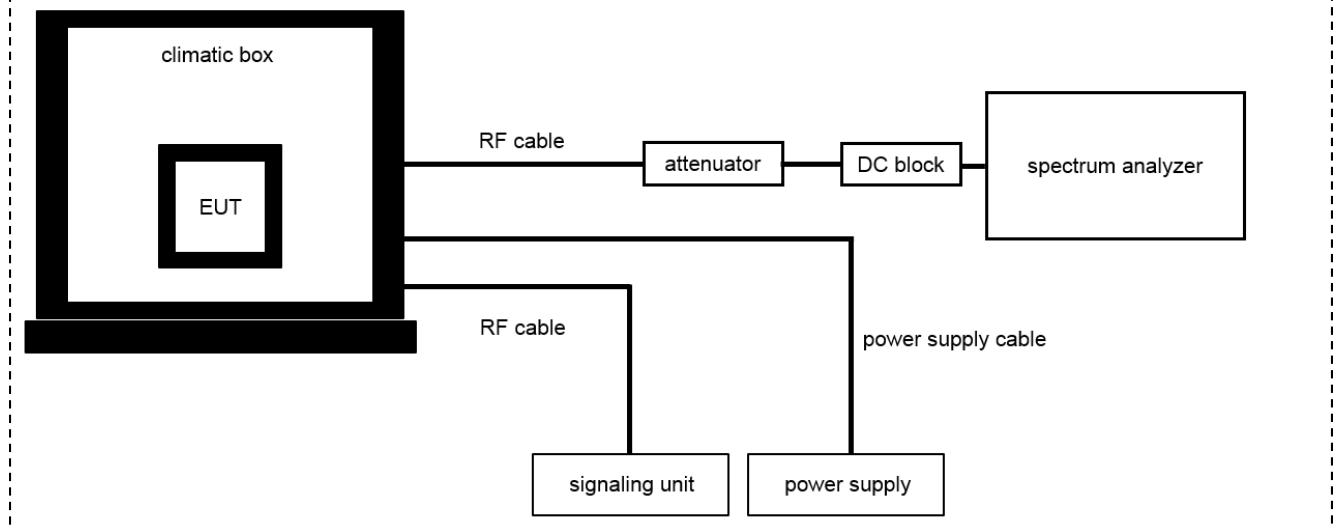 climatic box
RF cable
attenuator
DC block
spectrum analyzer
EUT
RF cable
power supply cable
signaling unit
power supply